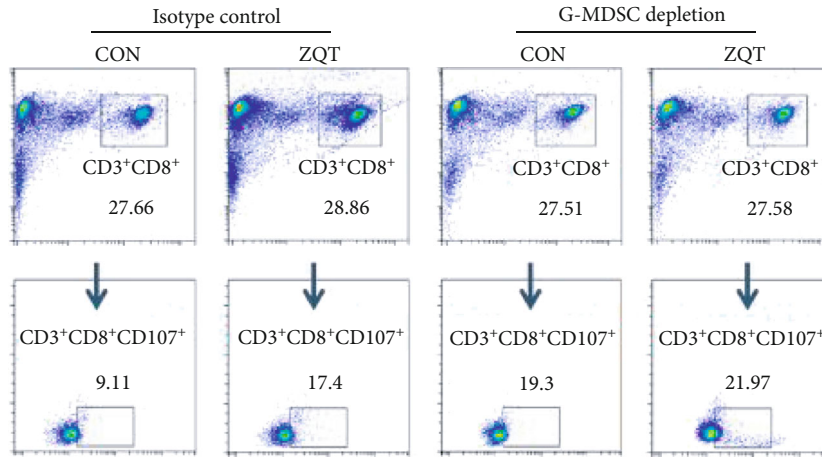 Isotype control G-MDSC depletion
CON ZQT CON ZQT
CD3⁺CD8⁺ CD3⁺CD8⁺ CD3⁺CD8⁺ CD3⁺CD8⁺
27.66 28.86 27.51 27.58
CD3⁺CD8⁺CD107⁺ CD3⁺CD8⁺CD107⁺ CD3⁺CD8⁺CD107⁺ CD3⁺CD8⁺CD107⁺
9.11 17.4 19.3 21.97